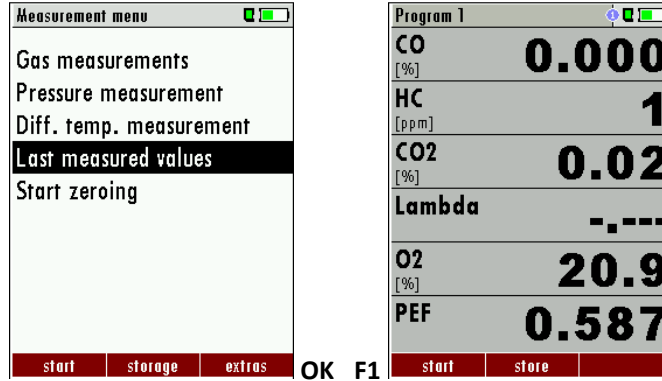 Measurement menu
Gas measurements
Pressure measurement
Diff. temp. measurement
Last measured values
Start zeroing
start storage extras
OK F1
Program 1
CO 0.000
[%]
HC 1
[ppm]
CO2 0.02
[%]
Lambda -.---
O2 20.9
[%]
PEF 0.587
start store